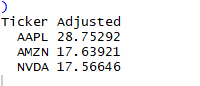 )
Ticker Adjusted
AAPL 28.75292
AMZN 17.63921
NVDA 17.56646